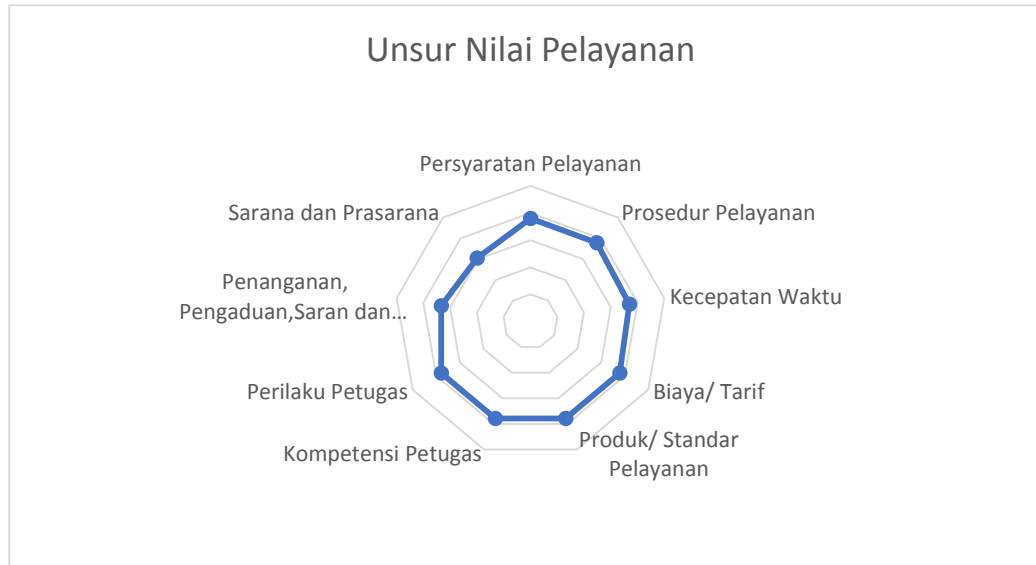 Unsur Nilai Pelayanan
Persyaratan Pelayanan
Prosedur Pelayanan
Kecepatan Waktu
Biaya/ Tarif
Produk/ Standar
Pelayanan
Kompetensi Petugas
Perilaku Petugas
Penanganan,
Pengaduan,Saran dan...
Sarana dan Prasarana